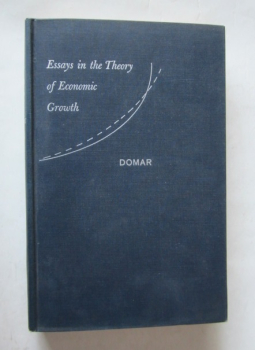 Essays in the Theory
of Economic
Growth
DOMAR